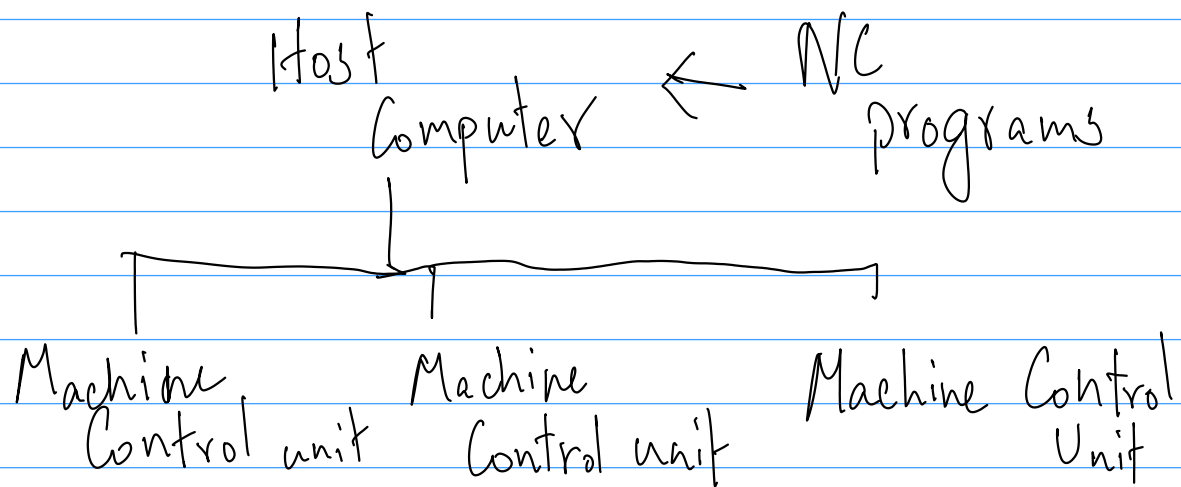 Host
Computer
NC
programs
Machine
Control unit
Machine
Control unit
Machine Control
Unit